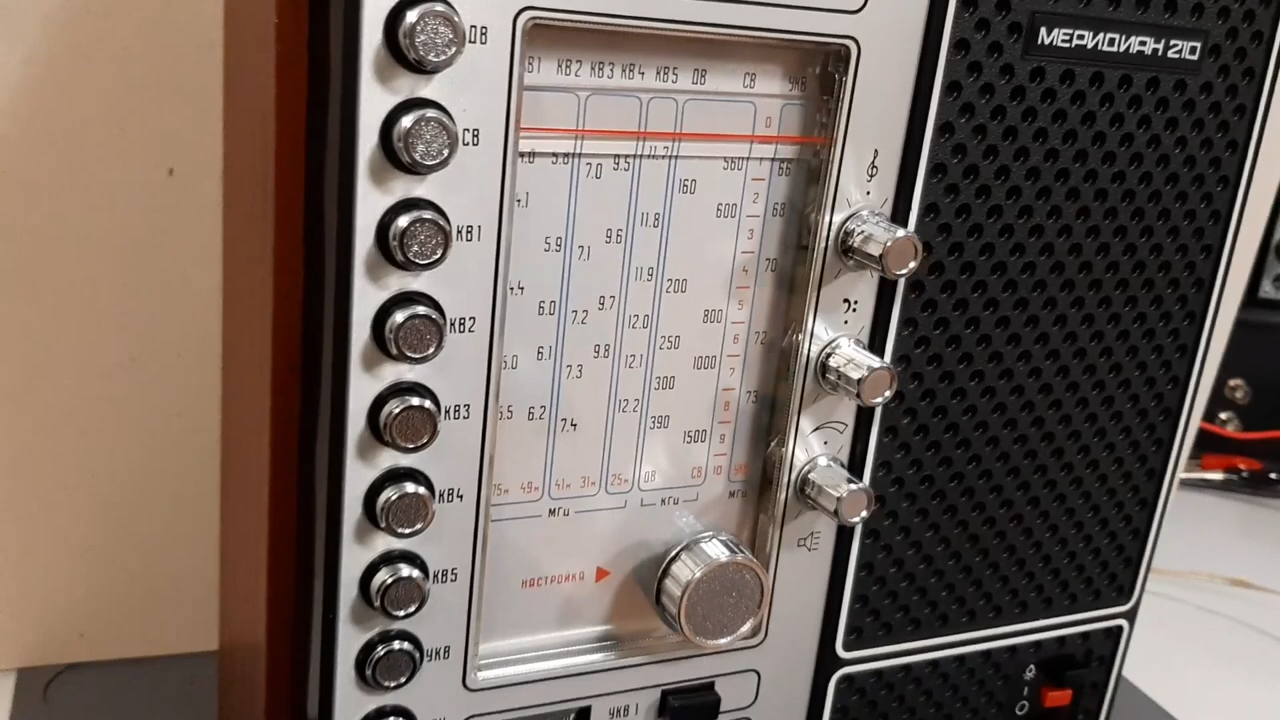 МЕРИДИАН 210
ДВ
СВ
КВ1
КВ2
КВ3
КВ4
КВ5
УКВ
В1 КВ2 КВ3 КВ4 КВ5 ДВ СВ УКВ
0
4.0 5.8 7.0 9.5 11.7 560 1 66
160 2
4.1 11.8 600 68
5.9 7.1 9.6 3
11.9 4 70
4.4 200
6.0 7.2 9.7 12.0 800 5
250 6 72
5.0 6.1 7.3 9.8 12.1 1000 7
300
5.5 6.2 7.4 12.2 390 8 73
1500 9
75м 49м 41м 31м 25м ДВ СВ 10 УКВ
МГц кГц МГц
НАСТРОЙКА
УКВ1